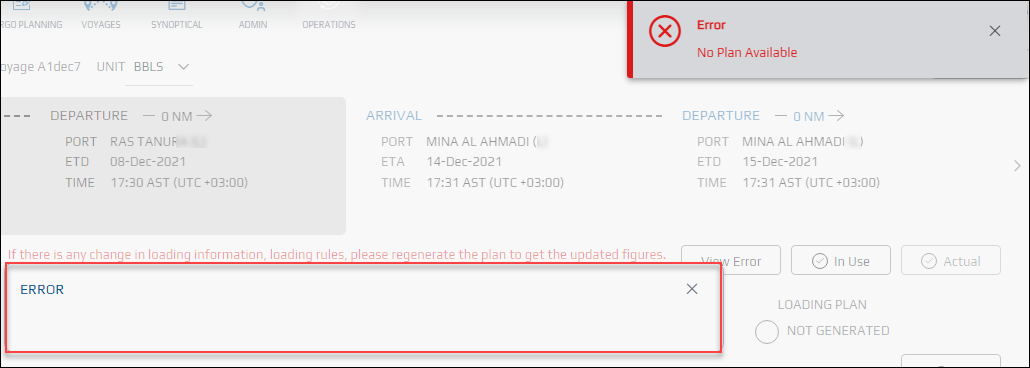 RGO PLANNING VOYAGES SYNOPTICAL ADMIN OPERATIONS
Error
No Plan Available
oyage A1dec7 UNIT BBLS
DEPARTURE 0 NM
PORT RAS TANUR
ETD 08-Dec-2021
TIME 17:30 AST (UTC +03:00)
ARRIVAL
PORT MINA AL AHMADI (
ETA 14-Dec-2021
TIME 17:31 AST (UTC +03:00)
DEPARTURE 0 NM
PORT MINA AL AHMADI )
ETD 15-Dec-2021
TIME 17:31 AST (UTC +03:00)
If there is any change in loading information, loading rules, please regenerate the plan to get the updated figures.
View Error In Use Actual
ERROR
LOADING PLAN
NOT GENERATED